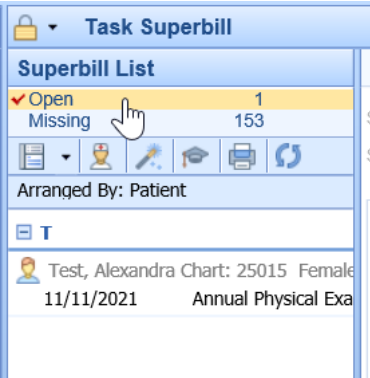 Task Superbill
Superbill List
Open 1
Missing 153
Arranged By: Patient
T
Test, Alexandra Chart: 25015 Female
11/11/2021 Annual Physical Exa